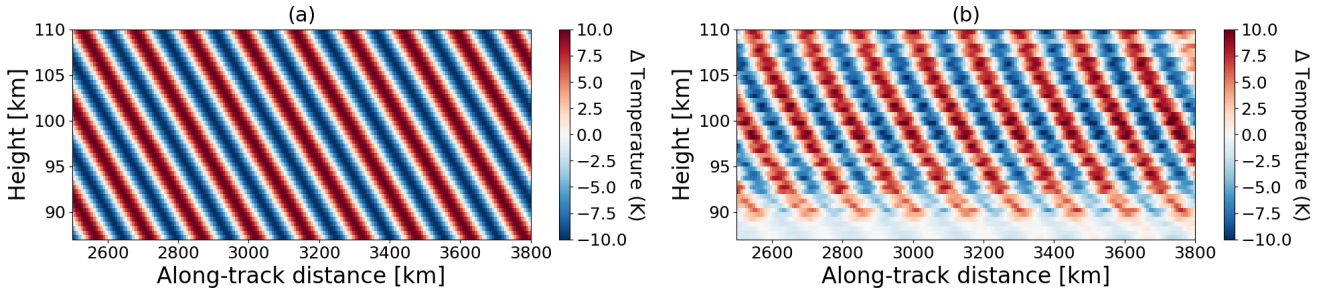 (a)
110
105
100
95
90
Height [km]
2600 2800 3000 3200 3400 3600 3800
Along-track distance [km]
10.0
7.5
5.0
2.5
0.0
−2.5
−5.0
−7.5
−10.0
Δ Temperature (K)
(b)
110
105
100
95
90
Height [km]
2600 2800 3000 3200 3400 3600 3800
Along-track distance [km]
10.0
7.5
5.0
2.5
0.0
−2.5
−5.0
−7.5
−10.0
Δ Temperature (K)